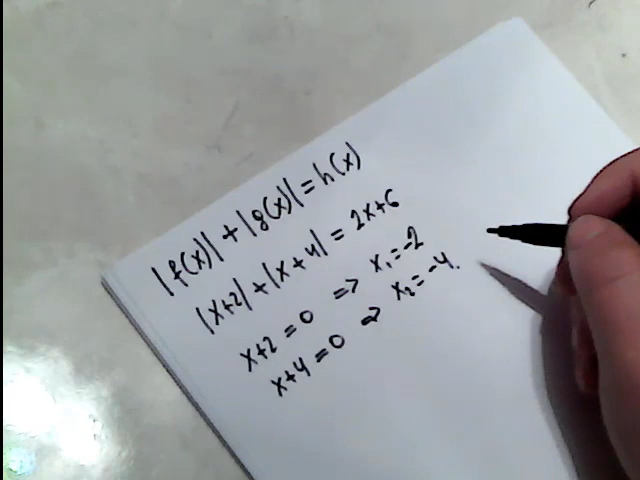 |f(x)| + |g(x)| = h(x)
|x+2| + |x+4| = 2x+6
x+2 = 0 => x₁ = -2
x+4 = 0 => x₂ = -4.